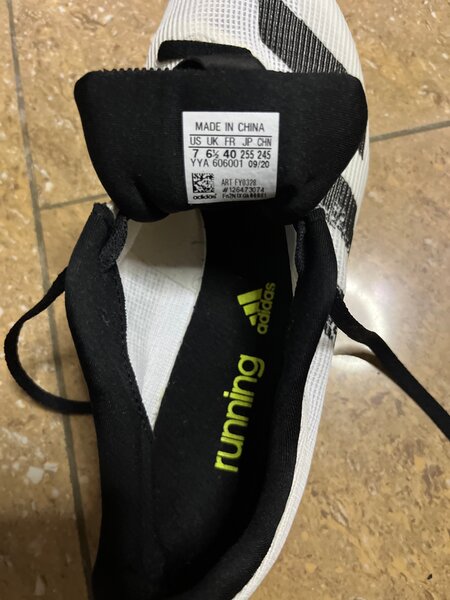 MADE IN CHINA
US UK FR JP CHN
7 6½ 40 255 245
YYA 606001 09/20
ART FY0328
#126473074
adidas
running
adidas